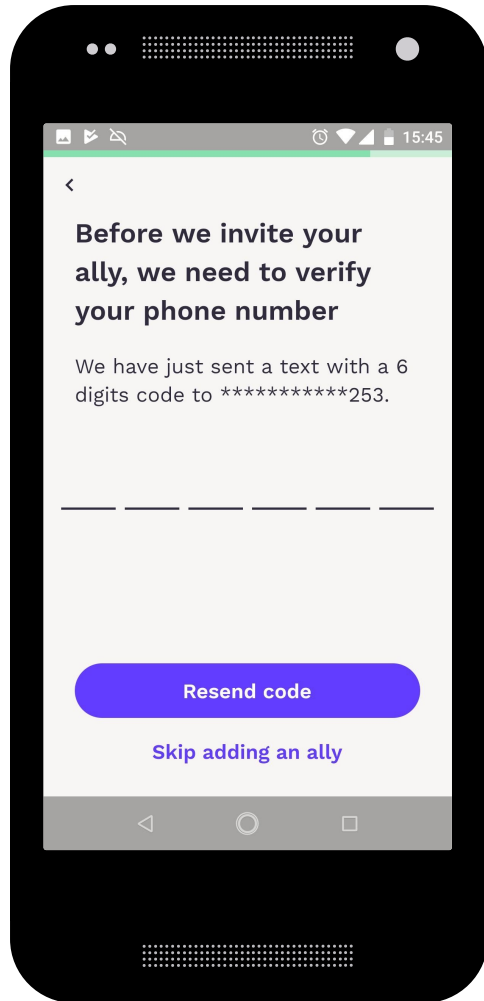 15:45
Before we invite your
ally, we need to verify
your phone number
We have just sent a text with a 6
digits code to ***********253.
Resend code
Skip adding an ally